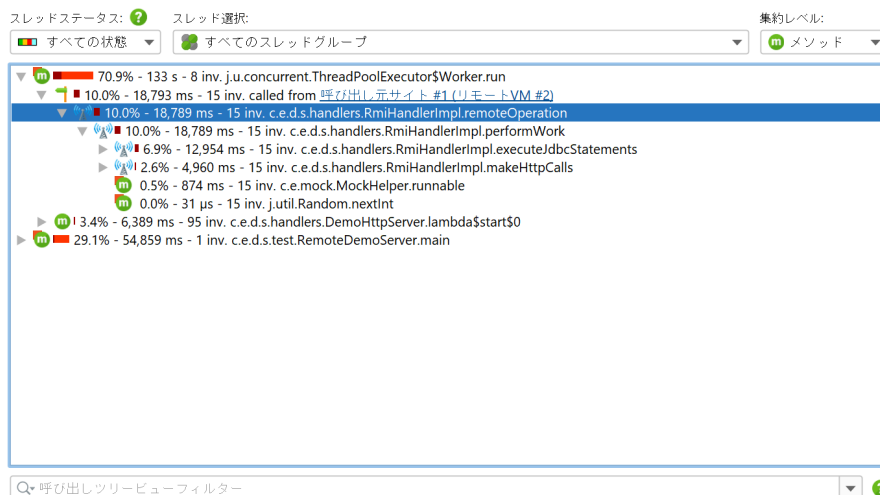 スレッドステータス: ? スレッド選択: 集約レベル:
すべての状態 すべてのスレッドグループ m メソッド
m 70.9% - 133 s - 8 inv. j.u.concurrent.ThreadPoolExecutor$Worker.run
10.0% - 18,793 ms - 15 inv. called from 呼び出し元サイト #1 (リモートVM #2)
10.0% - 18,789 ms - 15 inv. c.e.d.s.handlers.RmiHandlerImpl.remoteOperation
10.0% - 18,789 ms - 15 inv. c.e.d.s.handlers.RmiHandlerImpl.performWork
6.9% - 12,954 ms - 15 inv. c.e.d.s.handlers.RmiHandlerImpl.executeJdbcStatements
2.6% - 4,960 ms - 15 inv. c.e.d.s.handlers.RmiHandlerImpl.makeHttpCalls
m 0.5% - 874 ms - 15 inv. c.e.mock.MockHelper.runnable
m 0.0% - 31 µs - 15 inv. j.util.Random.nextInt
m 3.4% - 6,389 ms - 95 inv. c.e.d.s.handlers.DemoHttpServer.lambda$start$0
m 29.1% - 54,859 ms - 1 inv. c.e.d.s.test.RemoteDemoServer.main
呼び出しツリービューフィルター ?